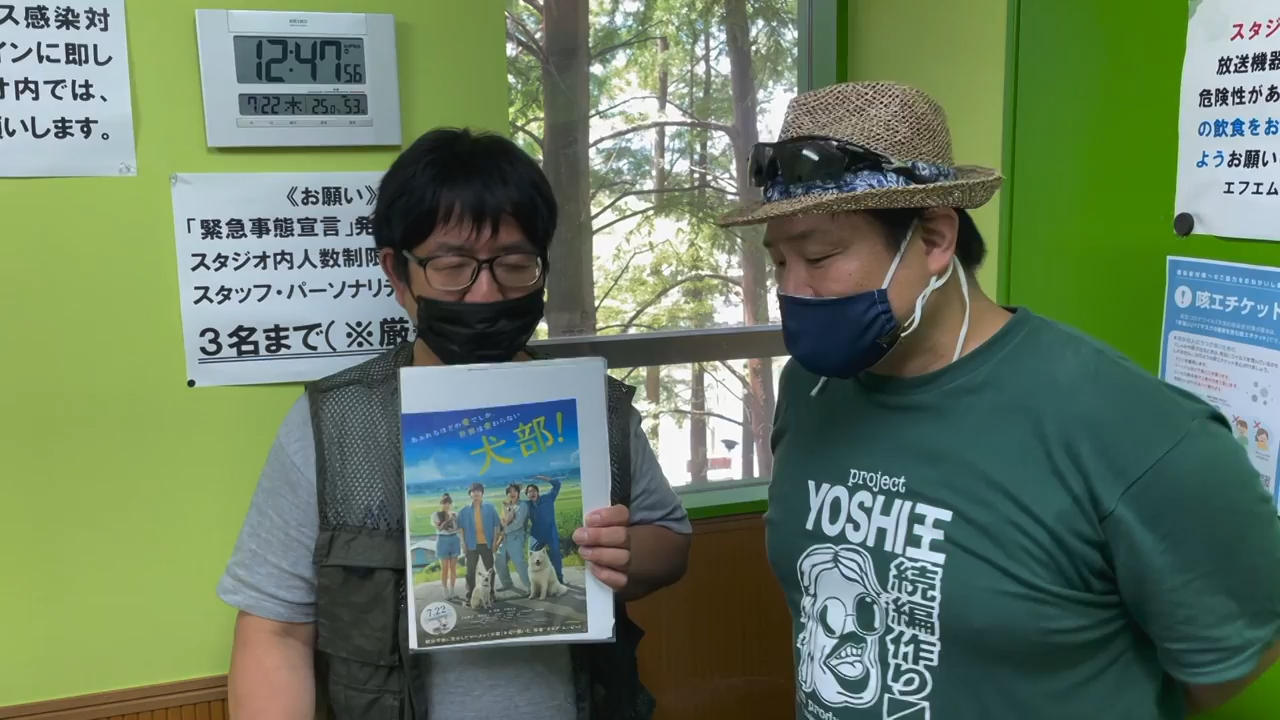 ス感染対
インに即し
オ内では、
願いします。
SEIKO
12:47 56
7/22 木 25.0 53
《お願い》
「緊急事態宣言」発
スタジオ内人数制限
スタッフ・パーソナリテ
3名まで(※厳
あふれるほどの愛でしか、
世界は変わらない
犬部!
7.22
project
YOSHI王
続編作り
produ
スタジ
放送機器
危険性があ
の飲食をお
ようお願い
エフエム
咳エチケット